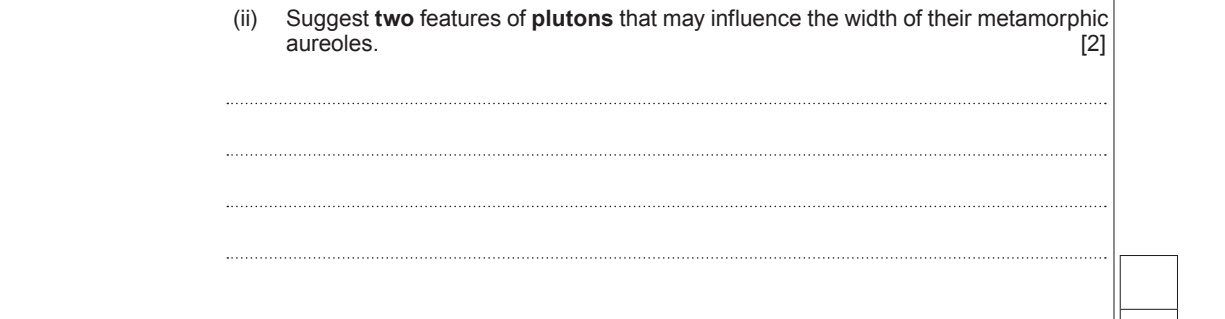 (ii) Suggest two features of plutons that may influence the width of their metamorphic
aureoles. [2]